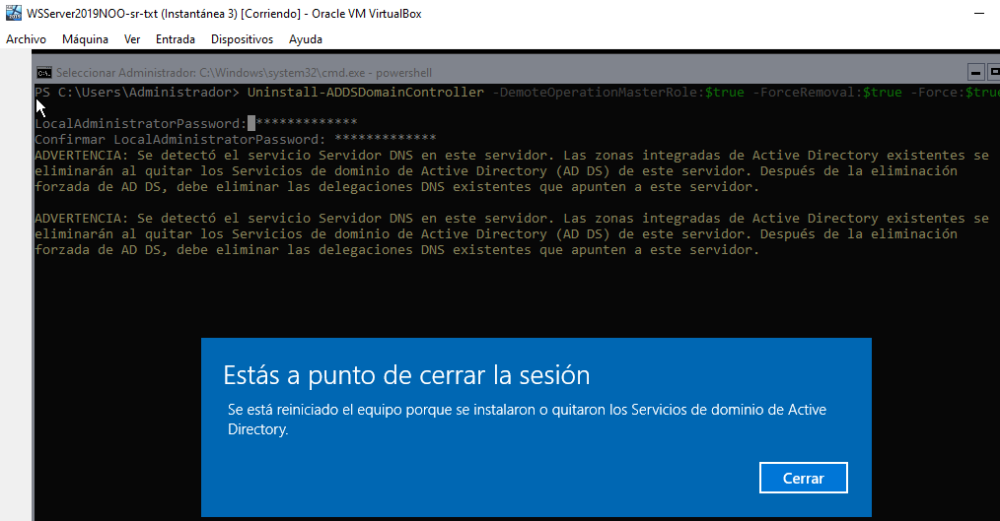 WSServer2019NOO-sr-txt (Instantánea 3) [Corriendo] - Oracle VM VirtualBox
Archivo Máquina Ver Entrada Dispositivos Ayuda
Seleccionar Administrador: C:\Windows\system32\cmd.exe - powershell
PS C:\Users\Administrador> Uninstall-ADDSDomainController -DemoteOperationMasterRole:$true -ForceRemoval:$true -Force:$true
LocalAdministratorPassword: *************
Confirmar LocalAdministratorPassword: *************
ADVERTENCIA: Se detectó el servicio Servidor DNS en este servidor. Las zonas integradas de Active Directory existentes se
eliminarán al quitar los Servicios de dominio de Active Directory (AD DS) de este servidor. Después de la eliminación
forzada de AD DS, debe eliminar las delegaciones DNS existentes que apunten a este servidor.
ADVERTENCIA: Se detectó el servicio Servidor DNS en este servidor. Las zonas integradas de Active Directory existentes se
eliminarán al quitar los Servicios de dominio de Active Directory (AD DS) de este servidor. Después de la eliminación
forzada de AD DS, debe eliminar las delegaciones DNS existentes que apunten a este servidor.
Estás a punto de cerrar la sesión
Se está reiniciado el equipo porque se instalaron o quitaron los Servicios de dominio de Active
Directory.
Cerrar